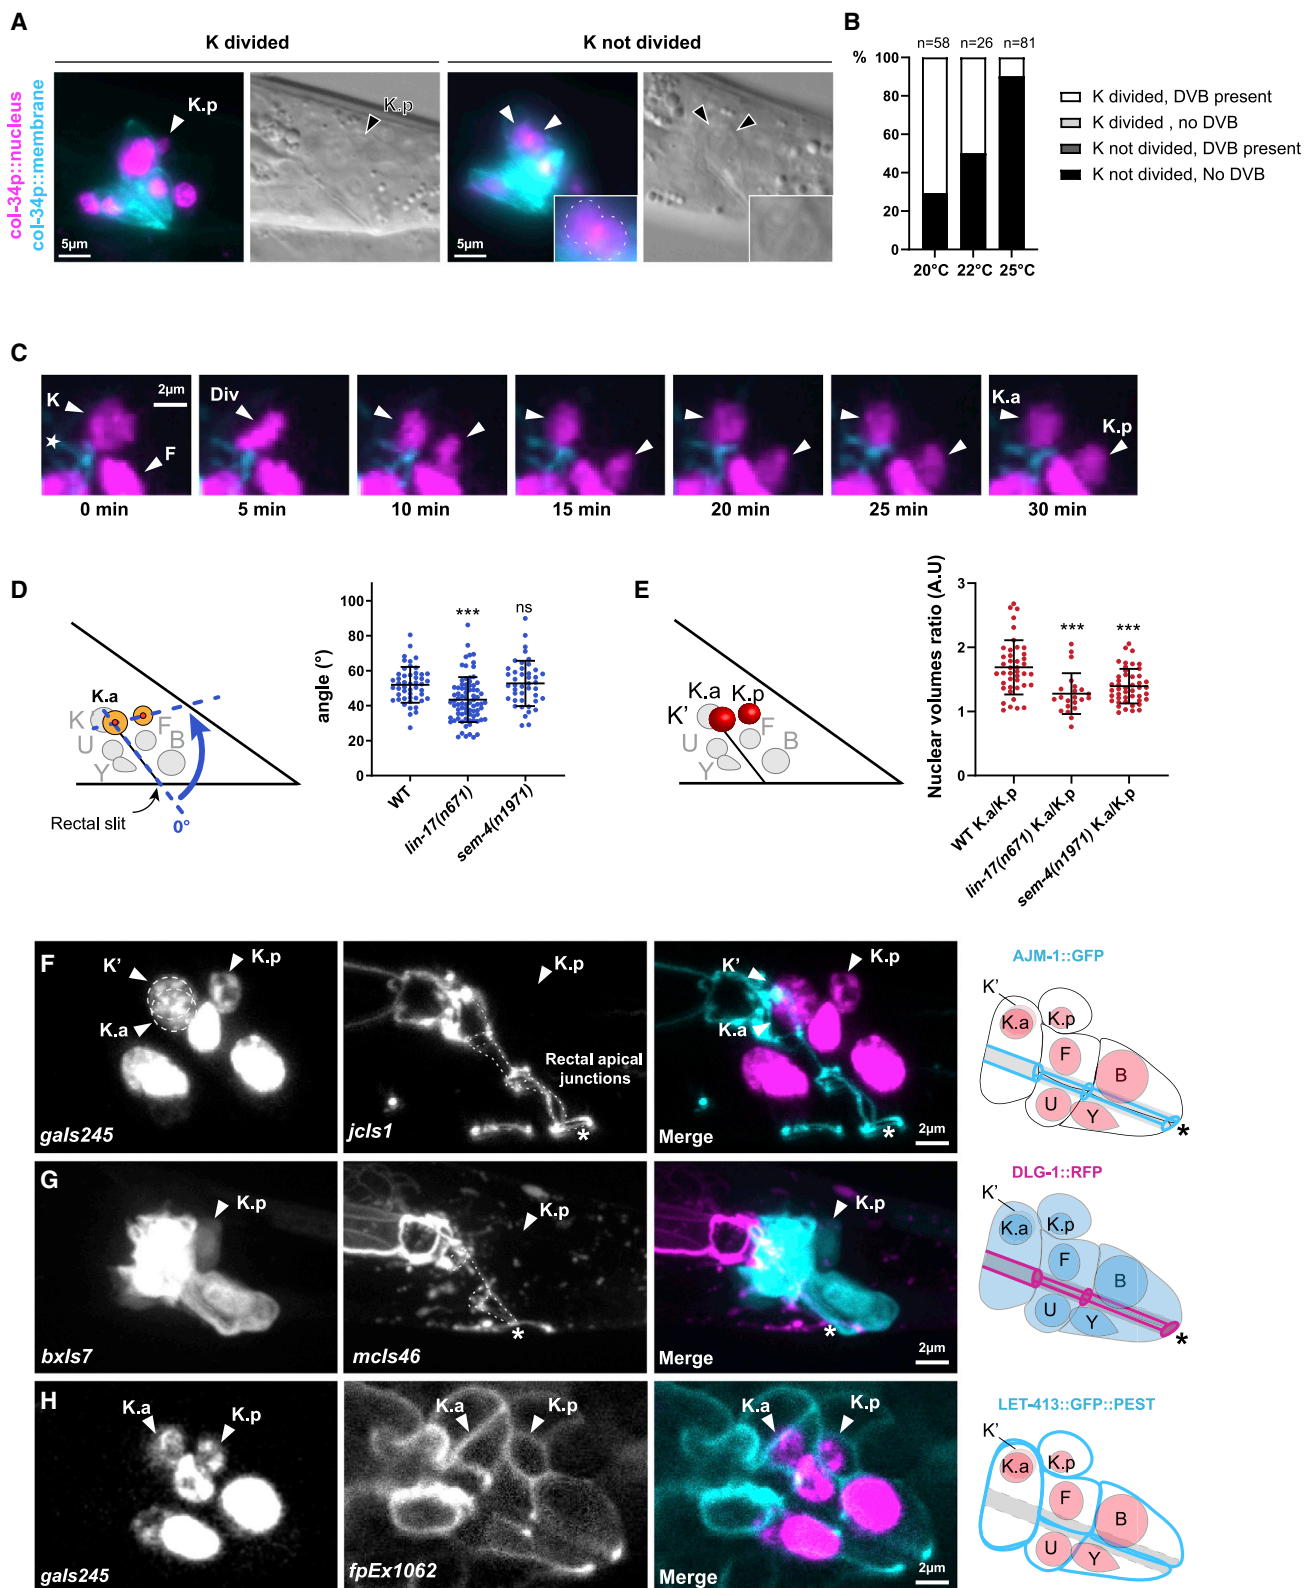 A
K divided
K not divided
col-34p::nucleus
col-34p::membrane
K.p
5µm
K.p
5µm
B
%
n=58 n=26 n=81
100
80
60
40
20
0
20°C 22°C 25°C
K divided, DVB present
K divided , no DVB
K not divided, DVB present
K not divided, No DVB
C
K
F
2µm
Div
K.a
K.p
0 min 5 min 10 min 15 min 20 min 25 min 30 min
D
K.a
K
F
U
B
Y
Rectal slit
0°
angle (°)
100
80
60
40
20
0
***
ns
WT
lin-17(n671)
sem-4(n1971)
E
K.a
K.p
K'
F
U
B
Y
Nuclear volumes ratio (A.U)
3
2
1
0
***
***
WT K.a/K.p
lin-17(n671) K.a/K.p
sem-4(n1971) K.a/K.p
F
K'
K.p
K.a
gaIs245
K.p
Rectal apical
junctions
*
jcIs1
K'
K.p
K.a
*
Merge
2µm
AJM-1::GFP
K'
K.a
K.p
F
B
U
Y
*
G
K.p
bxIs7
K.p
*
mcIs46
K.p
*
Merge
2µm
DLG-1::RFP
K'
K.a
K.p
F
B
U
Y
*
H
K.a
K.p
gaIs245
K.a
K.p
fpEx1062
K.a
K.p
Merge
2µm
LET-413::GFP::PEST
K'
K.a
K.p
F
B
U
Y